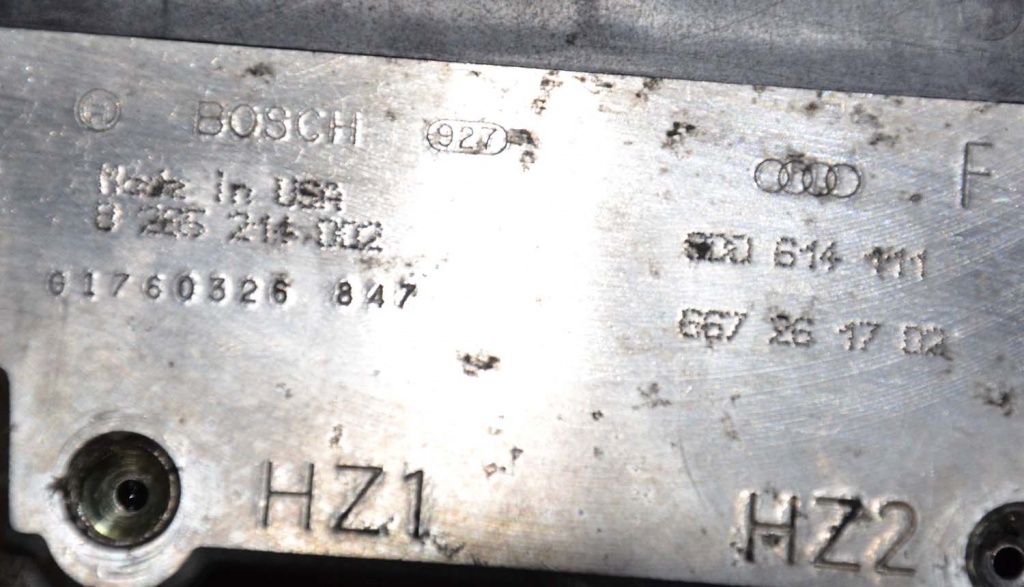 H BOSCH 927
Made in USA
0 265 214 002
01760326 847
F
8D0 614 111
667 26 17 02
HZ1
HZ2